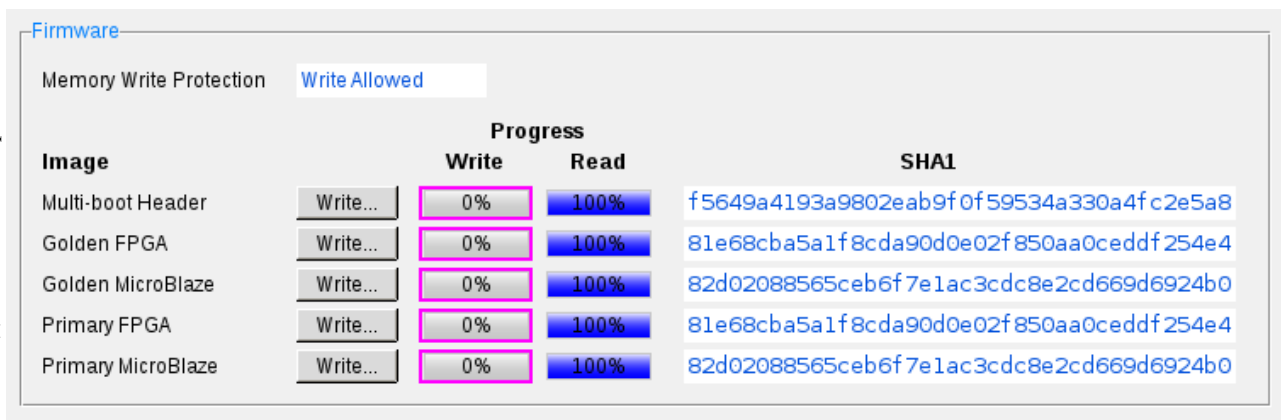 Firmware
Memory Write Protection Write Allowed
Progress
Image Write Read SHA1
Multi-boot Header Write... 0% 100% f5649a4193a9802eab9f0f59534a330a4fc2e5a8
Golden FPGA Write... 0% 100% 81e68cba5a1f8cda90d0e02f850aa0ceddf254e4
Golden MicroBlaze Write... 0% 100% 82d02088565ceb6f7e1ac3cdc8e2cd669d6924b0
Primary FPGA Write... 0% 100% 81e68cba5a1f8cda90d0e02f850aa0ceddf254e4
Primary MicroBlaze Write... 0% 100% 82d02088565ceb6f7e1ac3cdc8e2cd669d6924b0